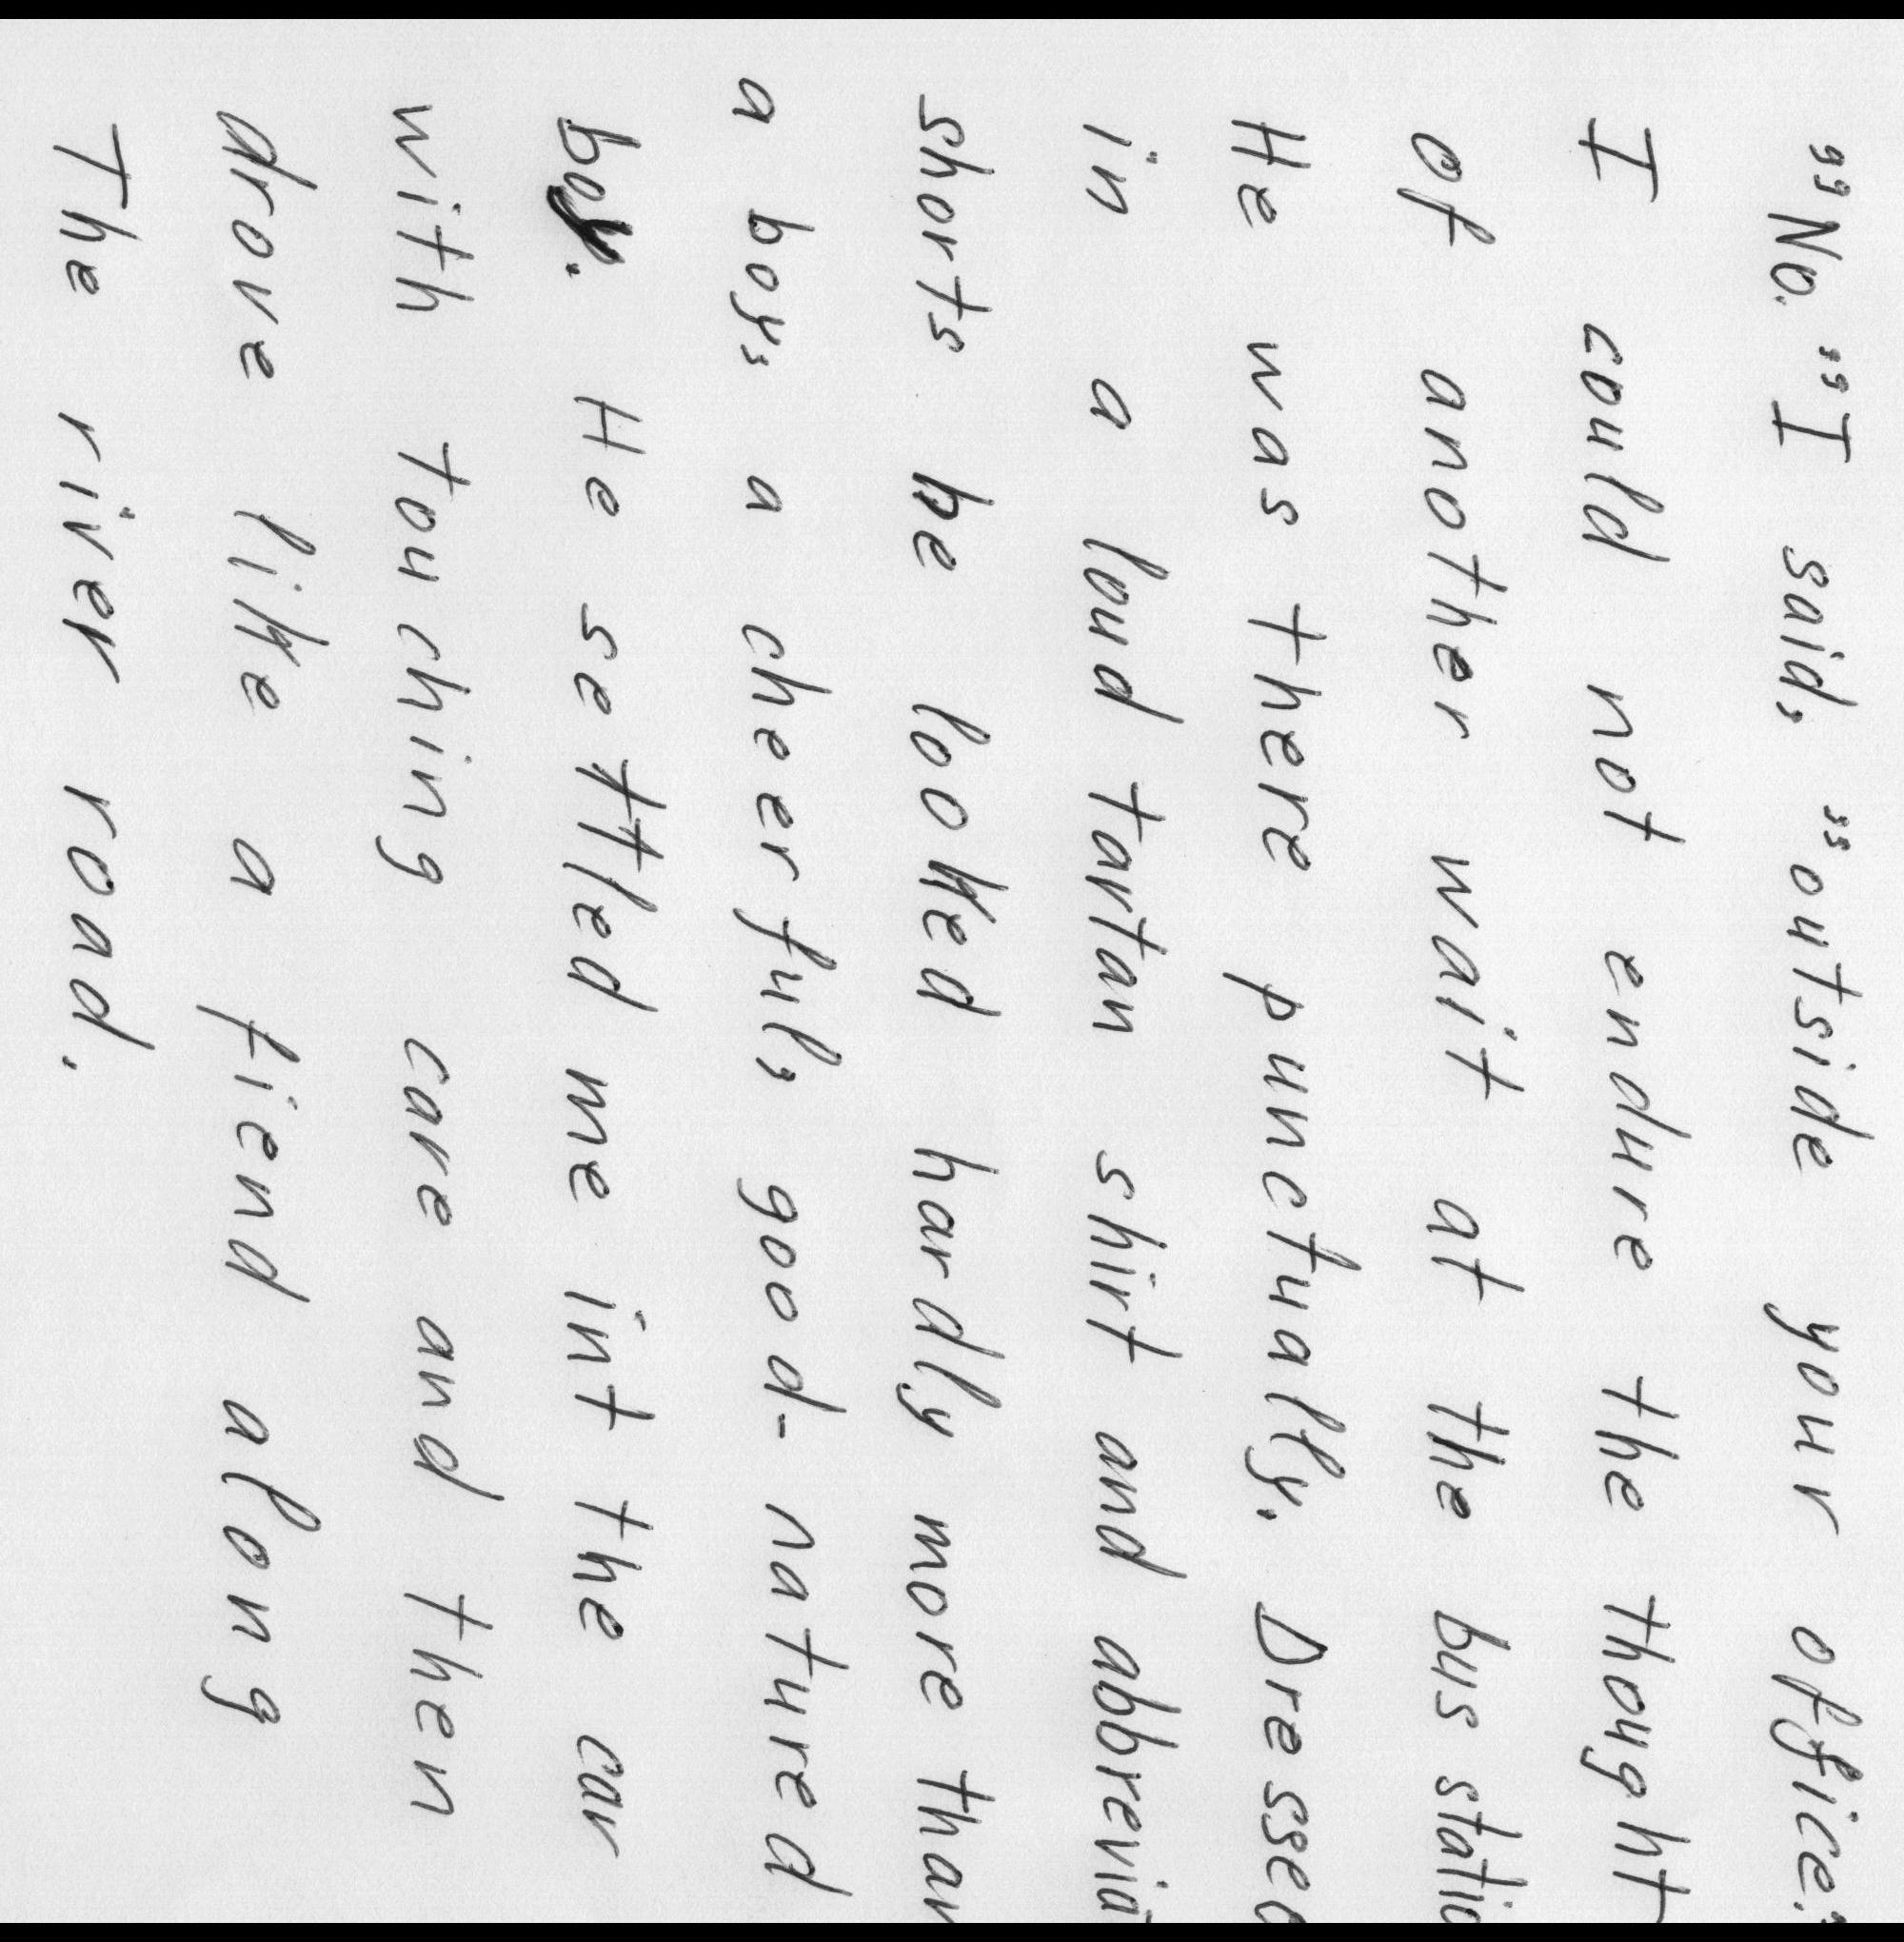 "No." "I said, "outside your office."
I could not endure the thought
of another wait at the bus statio
He was there punctually. Dressed
in a loud tartan shirt and abbrevia
shorts he looked hardly more than
a boy, a cheerful, good-natured
boy. He settled me int the car
with touching care and then
drove like a fiend along
The river road.